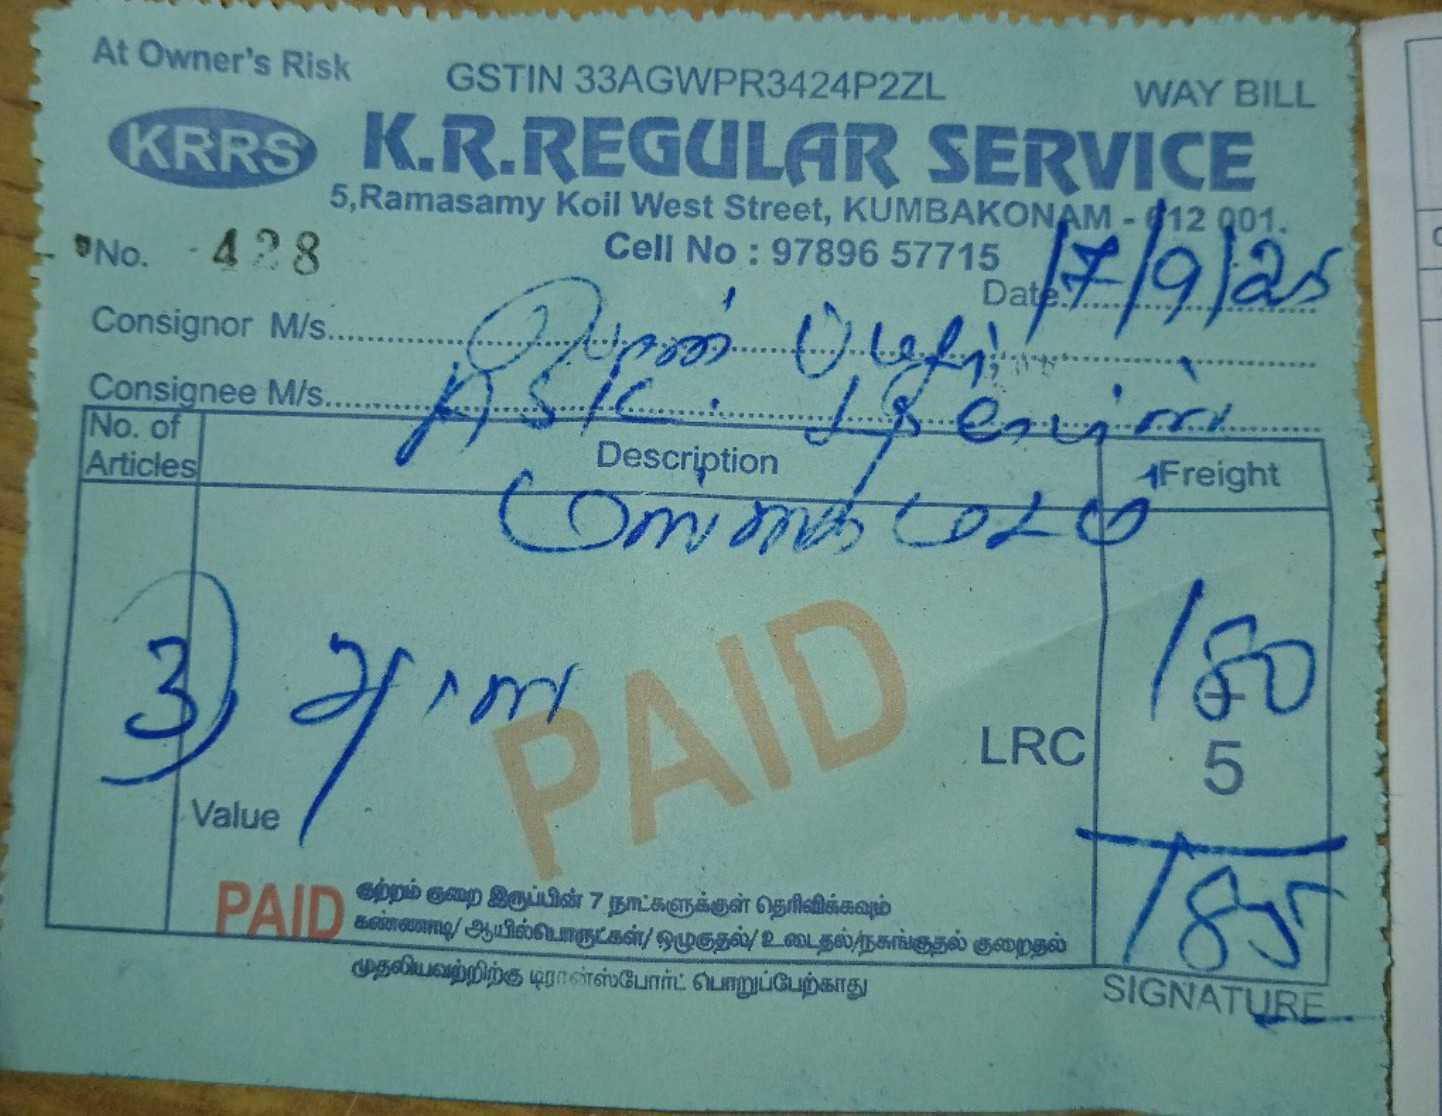 At Owner's Risk
GSTIN 33AGWPR3424P2ZL
WAY BILL
KRRS
K.R.REGULAR SERVICE
5,Ramasamy Koil West Street, KUMBAKONAM - 612 001.
No. 428
Cell No : 97896 57715
Date 17/9/25
Consignor M/s.
Consignee M/s. ASK.
No. of Articles
Description
Freight
3
180
LRC
5
Value
185
PAID
PAID
குற்றம் குறை இருப்பின் 7 நாட்களுக்குள் தெரிவிக்கவும்
கண்ணாடி/ ஆயில்பொருட்கள்/ ஒழுகுதல்/ உடைதல்/நசுங்குதல் குறைதல்
முதலியவற்றிற்கு டிரான்ஸ்போர்ட் பொறுப்பேற்காது
SIGNATURE